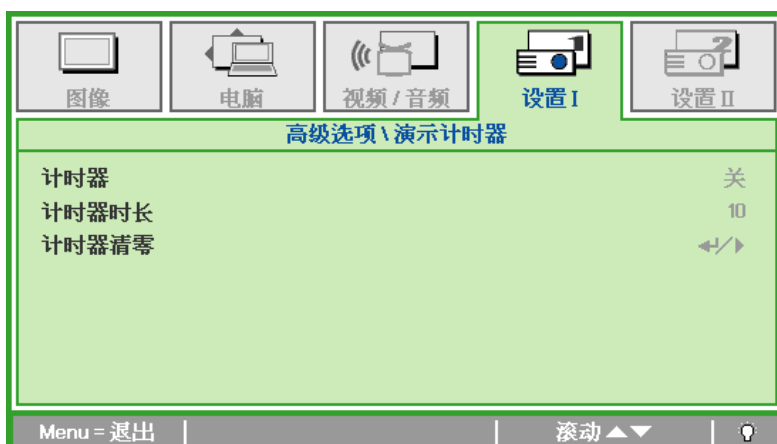 图像 电脑 视频 / 音频 设置 I 设置 II
高级选项 \ 演示计时器
计时器 关
计时器时长 10
计时器清零
Menu = 退出 滚动▲▼